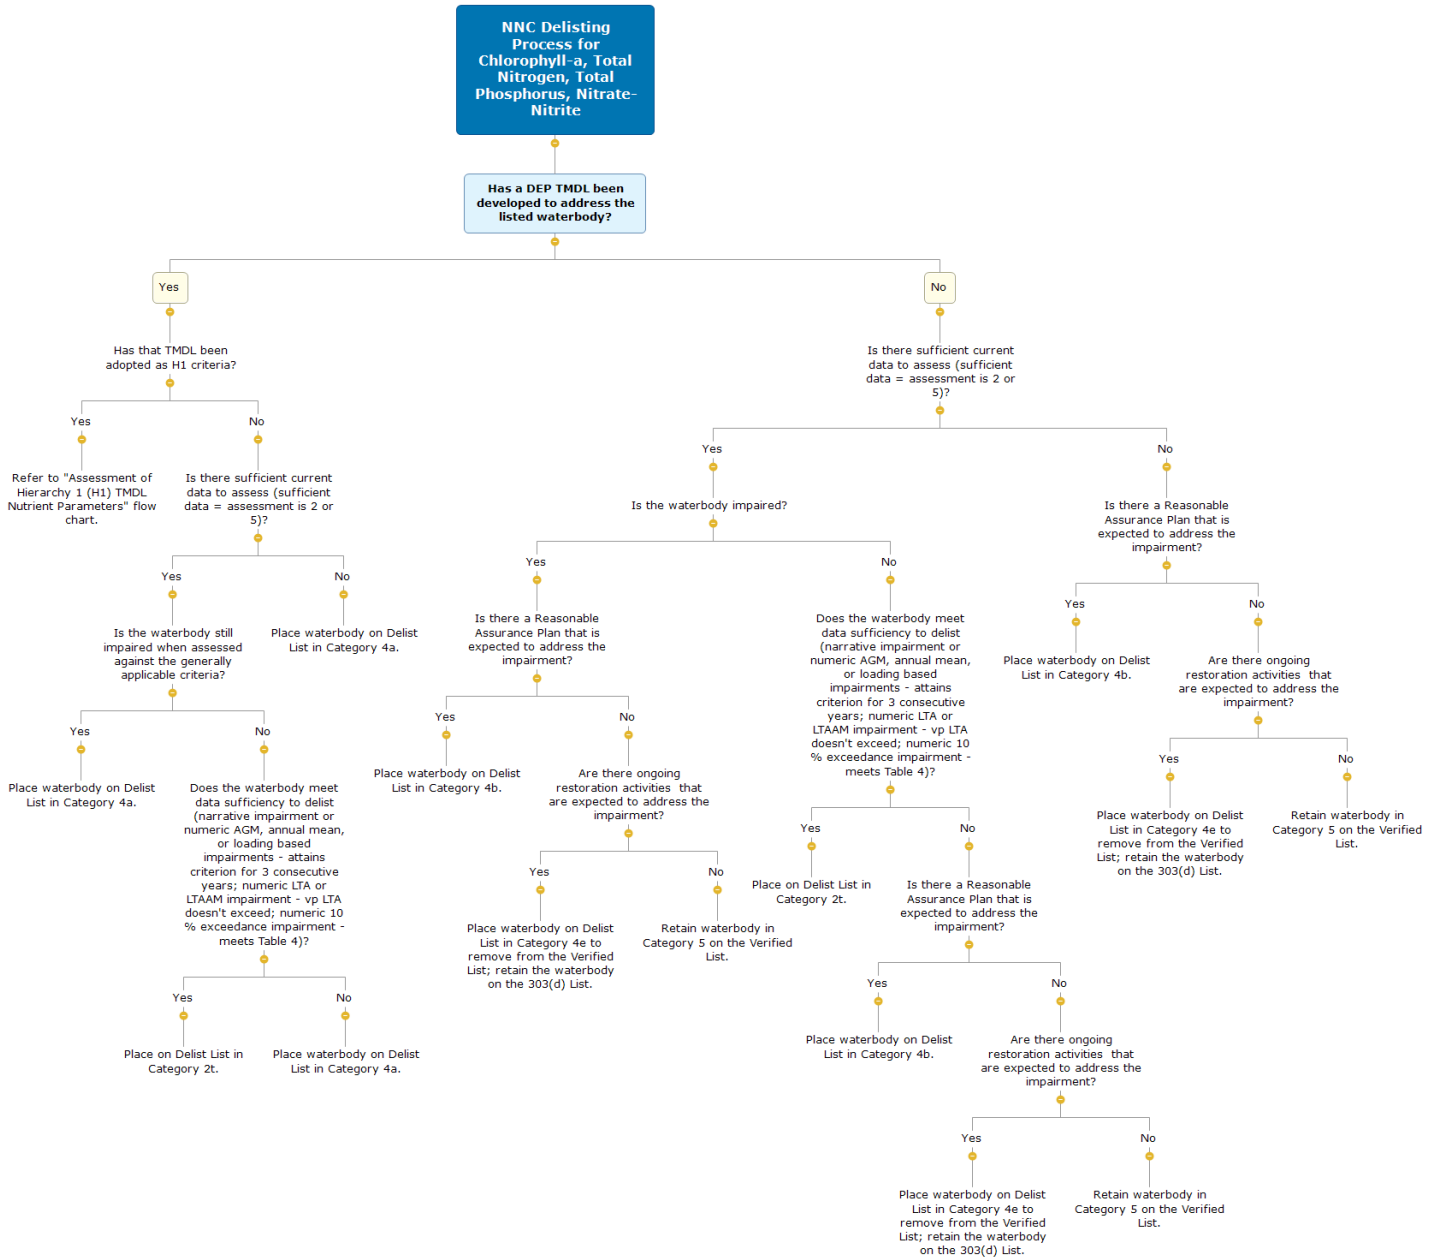 NNC Delisting
Process for
Chlorophyll-a, Total
Nitrogen, Total
Phosphorus, Nitrate-
Nitrite
Has a DEP TMDL been
developed to address the
listed waterbody?
Yes
Has that TMDL been
adopted as H1 criteria?
Yes
Refer to "Assessment of
Hierarchy 1 (H1) TMDL
Nutrient Parameters" flow
chart.
No
Is there sufficient current
data to assess (sufficient
data = assessment is 2 or
5)?
Yes
Is the waterbody still
impaired when assessed
against the generally
applicable criteria?
Yes
Place waterbody on Delist
List in Category 4a.
No
Does the waterbody meet
data sufficiency to delist
(narrative impairment or
numeric AGM, annual mean,
or loading based
impairments - attains
criterion for 3 consecutive
years; numeric LTA or
LTAAM impairment - vp LTA
doesn't exceed; numeric 10
% exceedance impairment -
meets Table 4)?
Yes
Place on Delist List in
Category 2t.
No
Place waterbody on Delist
List in Category 4a.
No
Place waterbody on Delist
List in Category 4a.
No
Is there sufficient current
data to assess (sufficient
data = assessment is 2 or
5)?
Yes
Is the waterbody impaired?
Yes
Is there a Reasonable
Assurance Plan that is
expected to address the
impairment?
Yes
Place waterbody on Delist
List in Category 4b.
No
Are there ongoing
restoration activities  that
are expected to address the
impairment?
Yes
Place waterbody on Delist
List in Category 4e to
remove from the Verified
List; retain the waterbody
on the 303(d) List.
No
Retain waterbody in
Category 5 on the Verified
List.
No
Does the waterbody meet
data sufficiency to delist
(narrative impairment or
numeric AGM, annual mean,
or loading based
impairments - attains
criterion for 3 consecutive
years; numeric LTA or
LTAAM impairment - vp LTA
doesn't exceed; numeric 10
% exceedance impairment -
meets Table 4)?
Yes
Place on Delist List in
Category 2t.
No
Is there a Reasonable
Assurance Plan that is
expected to address the
impairment?
Yes
Place waterbody on Delist
List in Category 4b.
No
Are there ongoing
restoration activities  that
are expected to address the
impairment?
Yes
Place waterbody on Delist
List in Category 4e to
remove from the Verified
List; retain the waterbody
on the 303(d) List.
No
Retain waterbody in
Category 5 on the Verified
List.
No
Is there a Reasonable
Assurance Plan that is
expected to address the
impairment?
Yes
Place waterbody on Delist
List in Category 4b.
No
Are there ongoing
restoration activities  that
are expected to address the
impairment?
Yes
Place waterbody on Delist
List in Category 4e to
remove from the Verified
List; retain the waterbody
on the 303(d) List.
No
Retain waterbody in
Category 5 on the Verified
List.